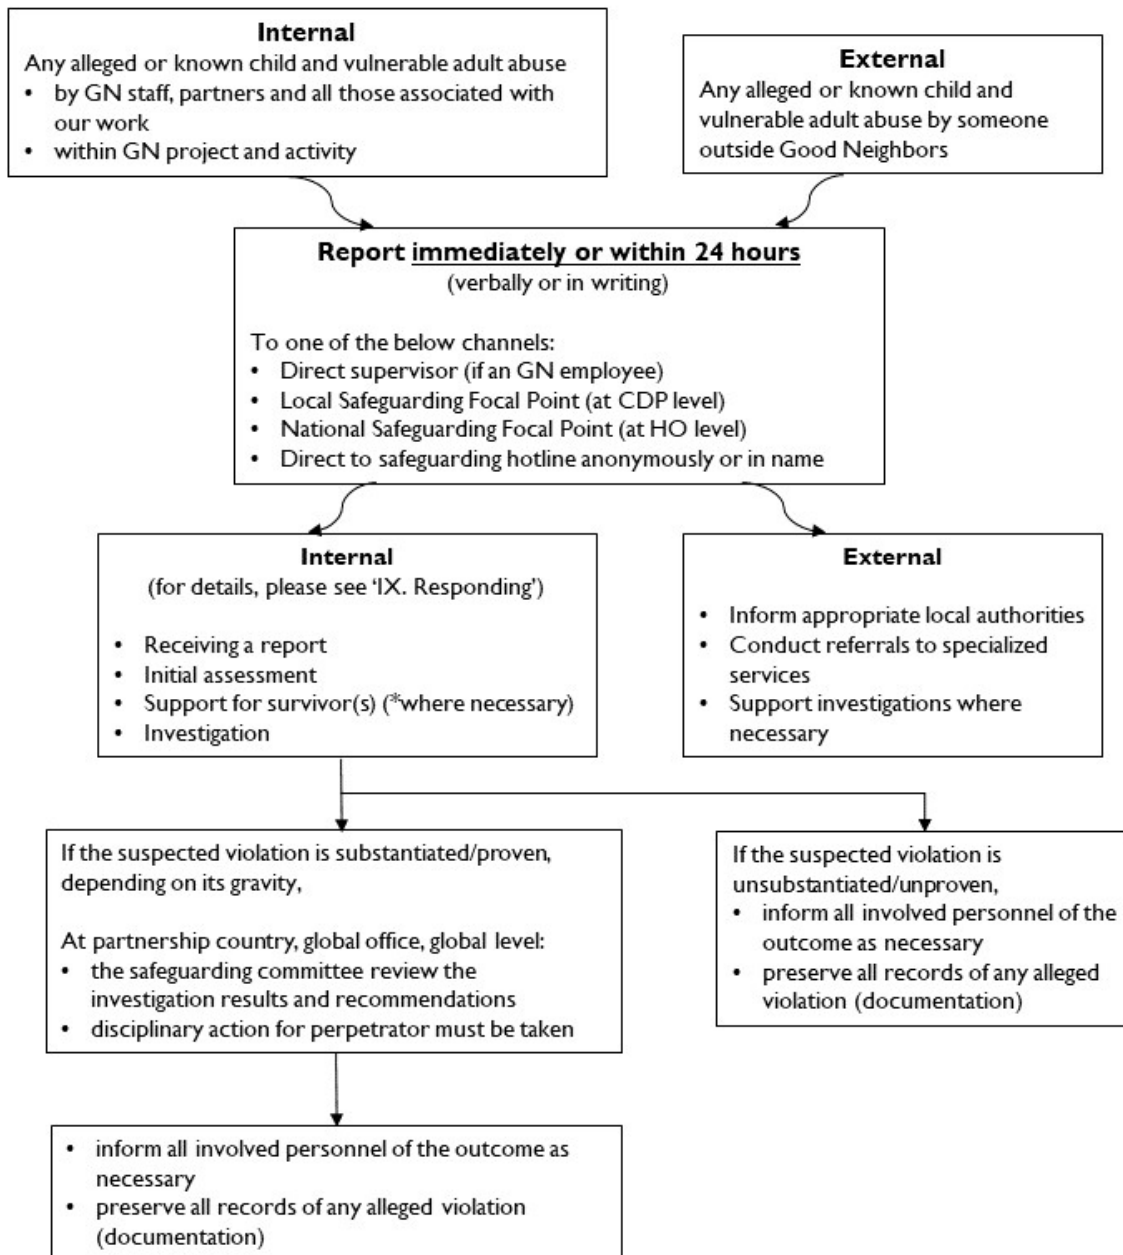 Internal
Any alleged or known child and vulnerable adult abuse
• by GN staff, partners and all those associated with
our work
• within GN project and activity
External
Any alleged or known child and
vulnerable adult abuse by someone
outside Good Neighbors
Report immediately or within 24 hours
(verbally or in writing)
To one of the below channels:
• Direct supervisor (if an GN employee)
• Local Safeguarding Focal Point (at CDP level)
• National Safeguarding Focal Point (at HO level)
• Direct to safeguarding hotline anonymously or in name
Internal
(for details, please see ‘IX. Responding’)
• Receiving a report
• Initial assessment
• Support for survivor(s) (*where necessary)
• Investigation
External
• Inform appropriate local authorities
• Conduct referrals to specialized
services
• Support investigations where
necessary
If the suspected violation is substantiated/proven,
depending on its gravity,
At partnership country, global office, global level:
• the safeguarding committee review the
investigation results and recommendations
• disciplinary action for perpetrator must be taken
If the suspected violation is
unsubstantiated/unproven,
• inform all involved personnel of the
outcome as necessary
• preserve all records of any alleged
violation (documentation)
• inform all involved personnel of the outcome as
necessary
• preserve all records of any alleged violation
(documentation)